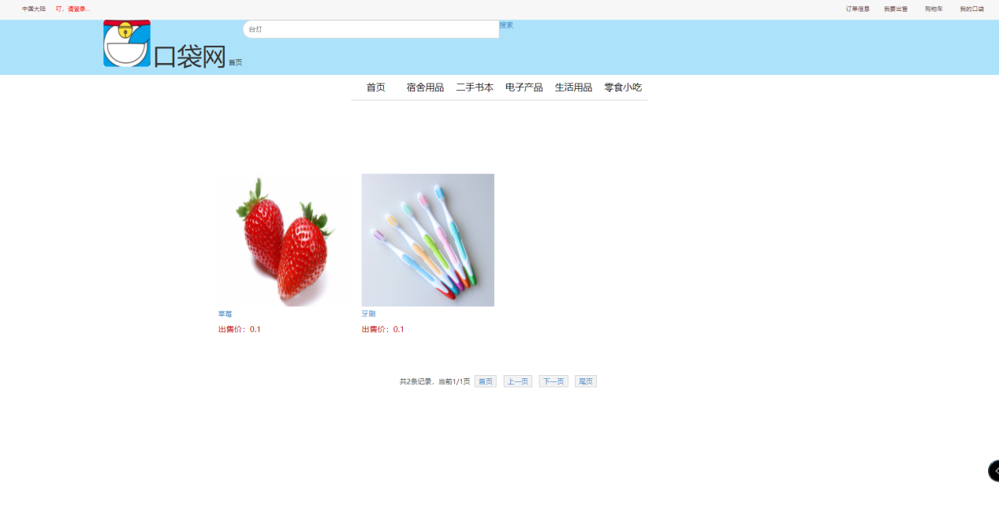 中国大陆 叮，请登录... 订单信息 我要出售 购物车 我的口袋
台灯 搜索
口袋网 首页
首页 宿舍用品 二手书本 电子产品 生活用品 零食小吃
草莓 牙刷
出售价：0.1 出售价：0.1
共2条记录，当前1/1页 首页 上一页 下一页 尾页